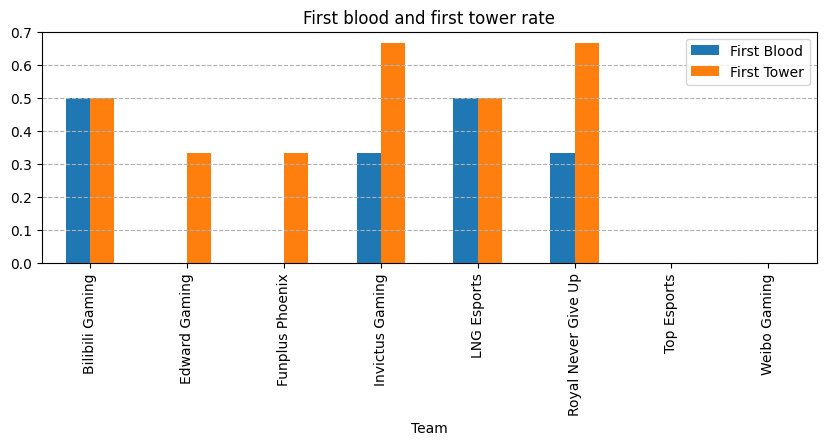 First blood and first tower rate
First Blood
First Tower
0.7
0.6
0.5
0.4
0.3
0.2
0.1
0.0
Bilibili Gaming
Edward Gaming
Funplus Phoenix
Invictus Gaming
LNG Esports
Royal Never Give Up
Top Esports
Weibo Gaming
Team